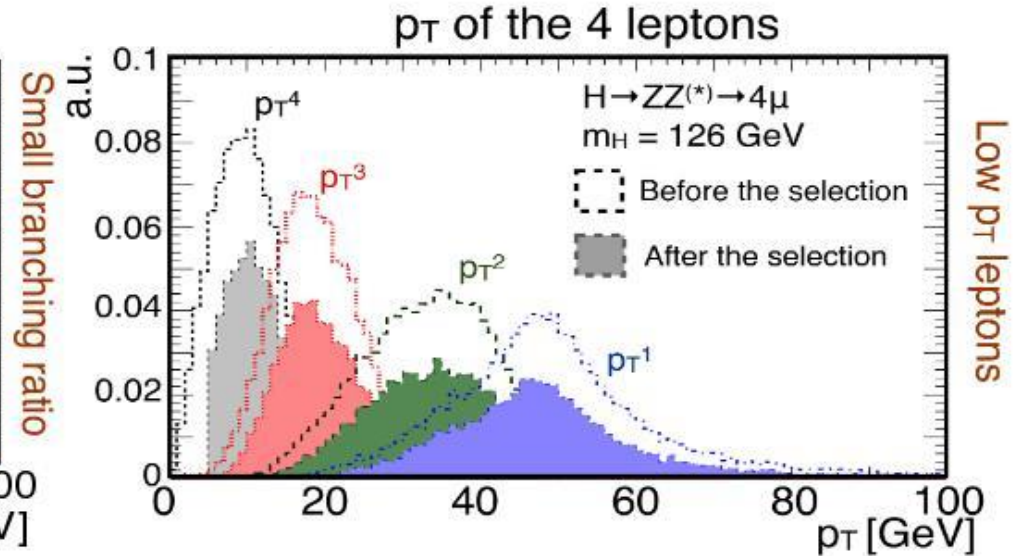 pT of the 4 leptons
Small branching ratio
a.u.
0.1
0.08
0.06
0.04
0.02
0
pT4
pT3
pT2
pT1
H→ZZ(*)→4μ
mH = 126 GeV
Before the selection
After the selection
Low pT leptons
0 20 40 60 80 100
pT [GeV]
00
V]